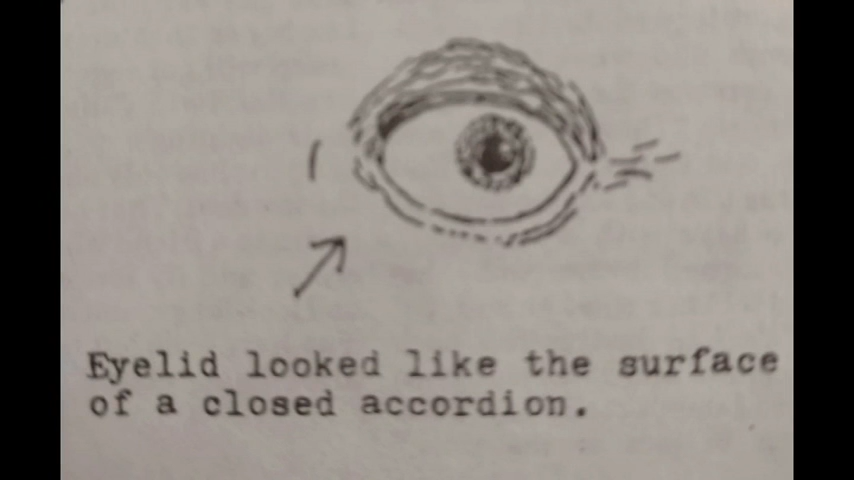 Eyelid looked like the surface
of a closed accordion.